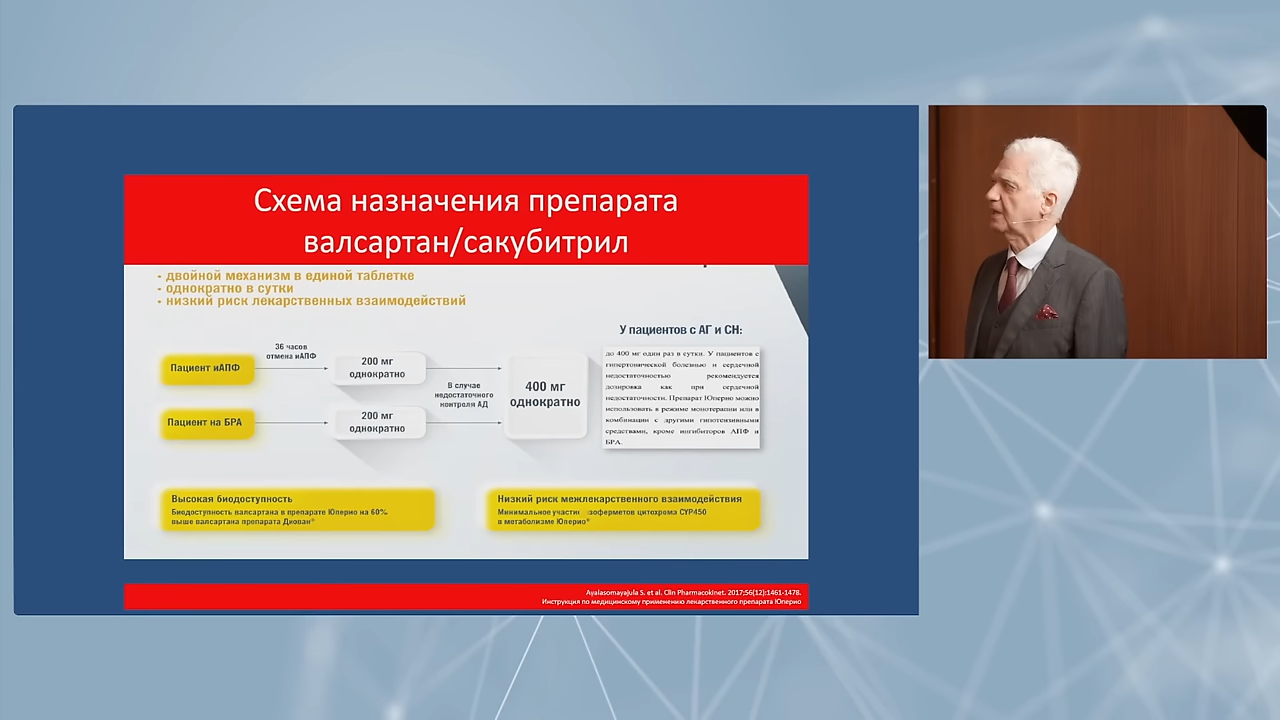 Схема назначения препарата
валсартан/сакубитрил
- двойной механизм в единой таблетке
- однократно в сутки
- низкий риск лекарственных взаимодействий
Пациент иАПФ
36 часов
отмена иАПФ
200 мг
однократно
Пациент на БРА
200 мг
однократно
В случае
недостаточного
контроля АД
400 мг
однократно
У пациентов с АГ и СН:
до 400 мг один раз в сутки. У пациентов с
гипертонической болезнью и сердечной
недостаточностью рекомендуется
дозировка как при сердечной
недостаточности. Препарат Юперио можно
использовать в режиме монотерапии или в
комбинации с другими гипотензивными
средствами, кроме ингибиторов АПФ и
БРА.
Высокая биодоступность
Биодоступность валсартана в препарате Юперио на 60%
выше валсартана препарата Диован®
Низкий риск межлекарственного взаимодействия
Минимальное участи зоферметов цитохрома CYP450
в метаболизме Юперио®
Ayalasomayajula S. et al. Clin Pharmacokinet. 2017;56(12):1461-1478.
Инструкция по медицинскому применению лекарственного препарата Юперио